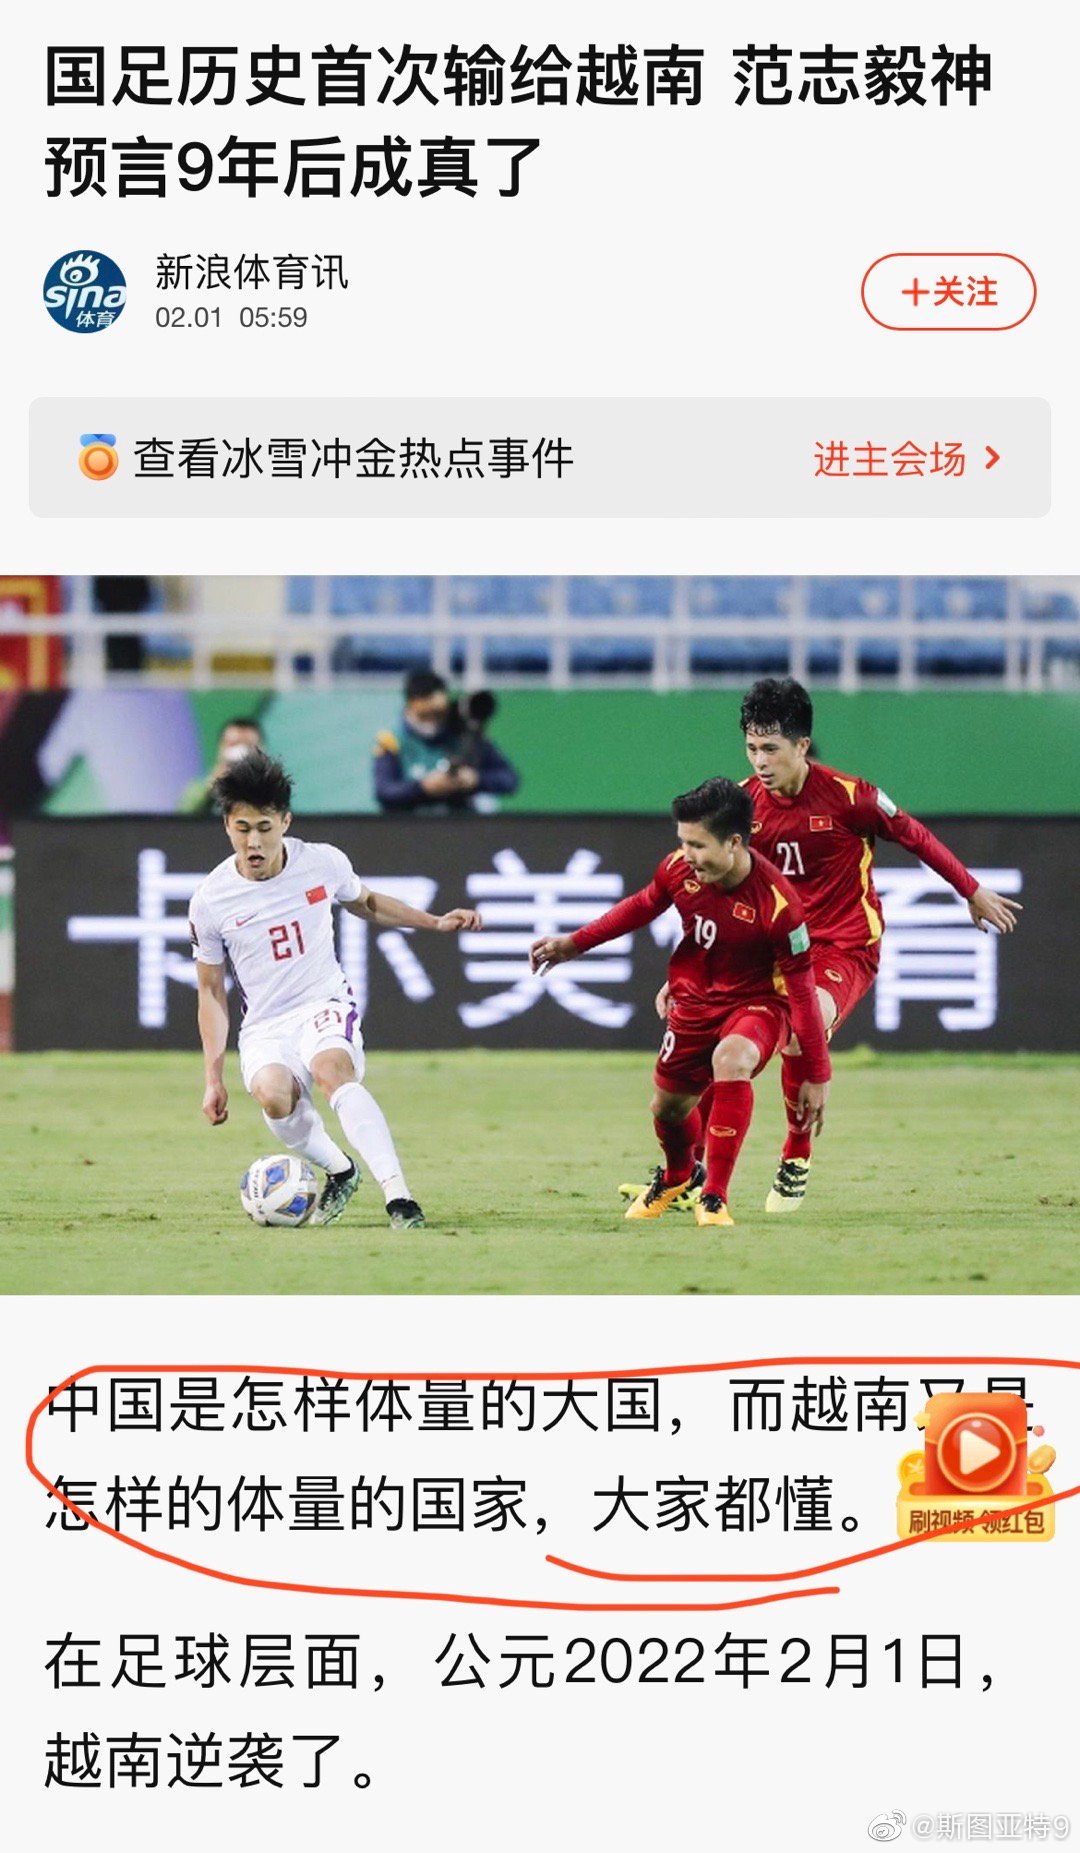 国足历史首次输给越南 范志毅神
预言9年后成真了
sina
体育
新浪体育讯
02.01 05:59
+关注
查看冰雪冲金热点事件
进主会场
21
21
19
21
19
卡尔美 育
中国是怎样体量的大国，而越南又是
怎样的体量的国家，大家都懂。
刷视频 领红包
在足球层面，公元2022年2月1日，
越南逆袭了。
@斯图亚特9